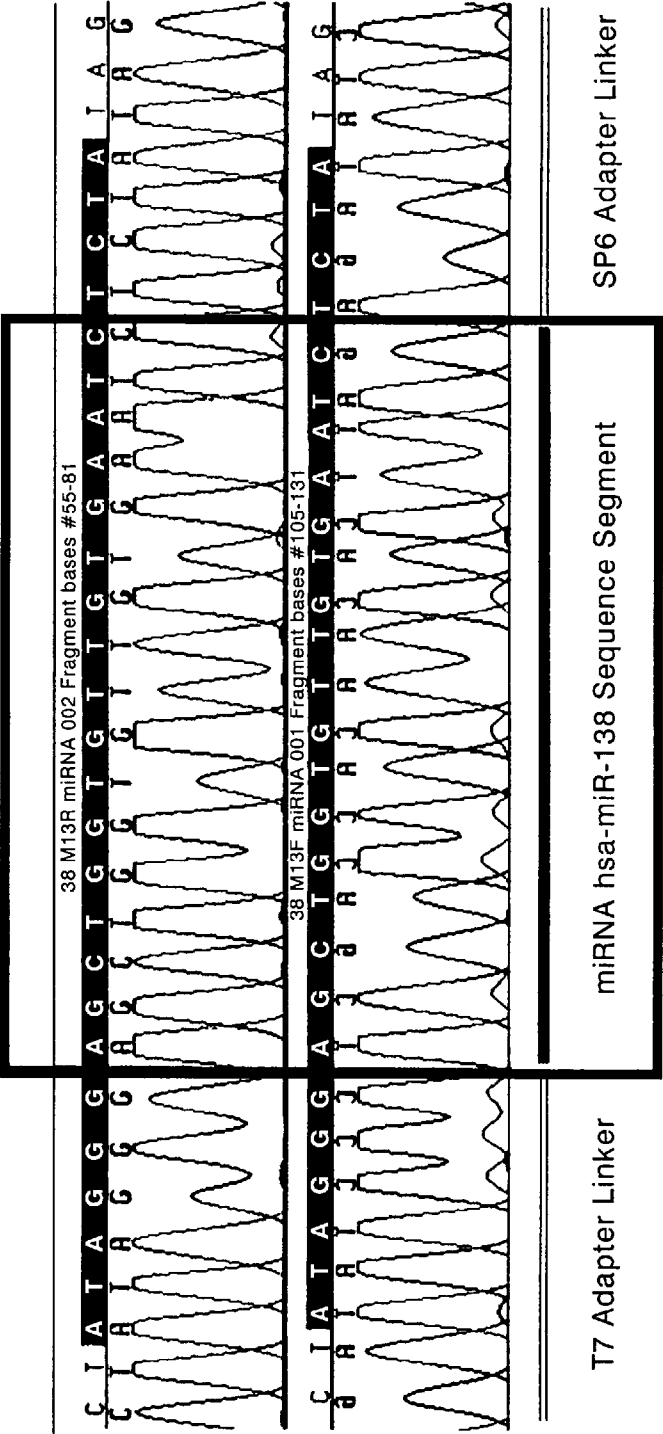 38 M13R miRNA 002 Fragment bases #55-81
C T A T A G G G A G C T G G T G T T G T G A A T C T C T A T A G
C T A T A G G G A G C T G G T G T T G T G A A T C T C T A T A G
38 M13F miRNA 001 Fragment bases #105-131
C T A T A G G G A G C T G G T G T T G T G A A T C T C T A T A G
G A T A T C C C T C G A C C A C A A C A C T T A G A G A T A T C
T7 Adapter Linker miRNA hsa-miR-138 Sequence Segment SP6 Adapter Linker